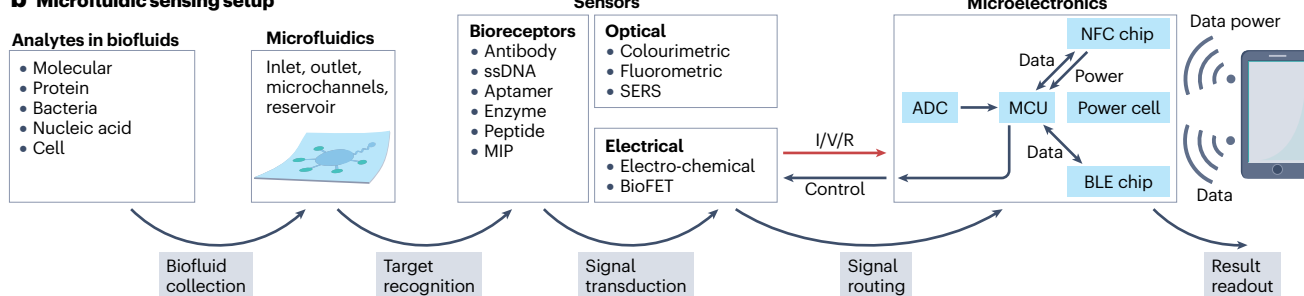 b Microfluidic sensing setup
Analytes in biofluids
• Molecular
• Protein
• Bacteria
• Nucleic acid
• Cell
Microfluidics
Inlet, outlet,
microchannels,
reservoir
Sensors
Bioreceptors
• Antibody
• ssDNA
• Aptamer
• Enzyme
• Peptide
• MIP
Optical
• Colourimetric
• Fluorometric
• SERS
Electrical
• Electro-chemical
• BioFET
I/V/R
Control
Microelectronics
NFC chip
Data
Power
ADC
MCU
Power cell
Data
BLE chip
Data power
Data
Biofluid
collection
Target
recognition
Signal
transduction
Signal
routing
Result
readout